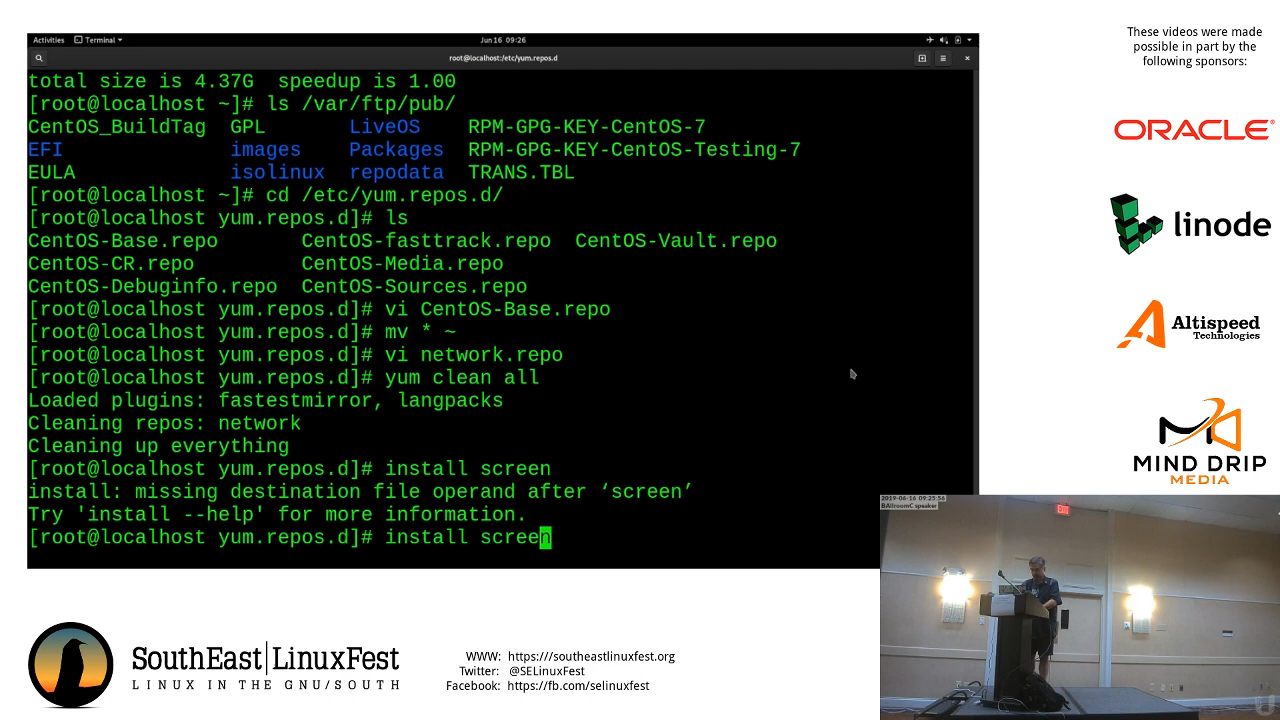 Activities
Terminal
Jun 16 09:26
root@localhost:/etc/yum.repos.d
total size is 4.37G  speedup is 1.00
[root@localhost ~]# ls /var/ftp/pub/
CentOS_BuildTag  GPL       LiveOS    RPM-GPG-KEY-CentOS-7
EFI              images    Packages  RPM-GPG-KEY-CentOS-Testing-7
EULA             isolinux  repodata  TRANS.TBL
[root@localhost ~]# cd /etc/yum.repos.d/
[root@localhost yum.repos.d]# ls
CentOS-Base.repo       CentOS-fasttrack.repo  CentOS-Vault.repo
CentOS-CR.repo         CentOS-Media.repo
CentOS-Debuginfo.repo  CentOS-Sources.repo
[root@localhost yum.repos.d]# vi CentOS-Base.repo
[root@localhost yum.repos.d]# mv * ~
[root@localhost yum.repos.d]# vi network.repo
[root@localhost yum.repos.d]# yum clean all
Loaded plugins: fastestmirror, langpacks
Cleaning repos: network
Cleaning up everything
[root@localhost yum.repos.d]# install screen
install: missing destination file operand after ‘screen’
Try 'install --help' for more information.
[root@localhost yum.repos.d]# install screen
These videos were made
possible in part by the
following sponsors:
ORACLE®
linode
Altispeed
Technologies
MIND DRIP
MEDIA
2019-06-16 09:25:56
BAllroomC speaker
Exit
SouthEast LinuxFest
LINUX IN THE GNU/SOUTH
WWW: https:///southeastlinuxfest.org
Twitter: @SELinuxFest
Facebook: https://fb.com/selinuxfest